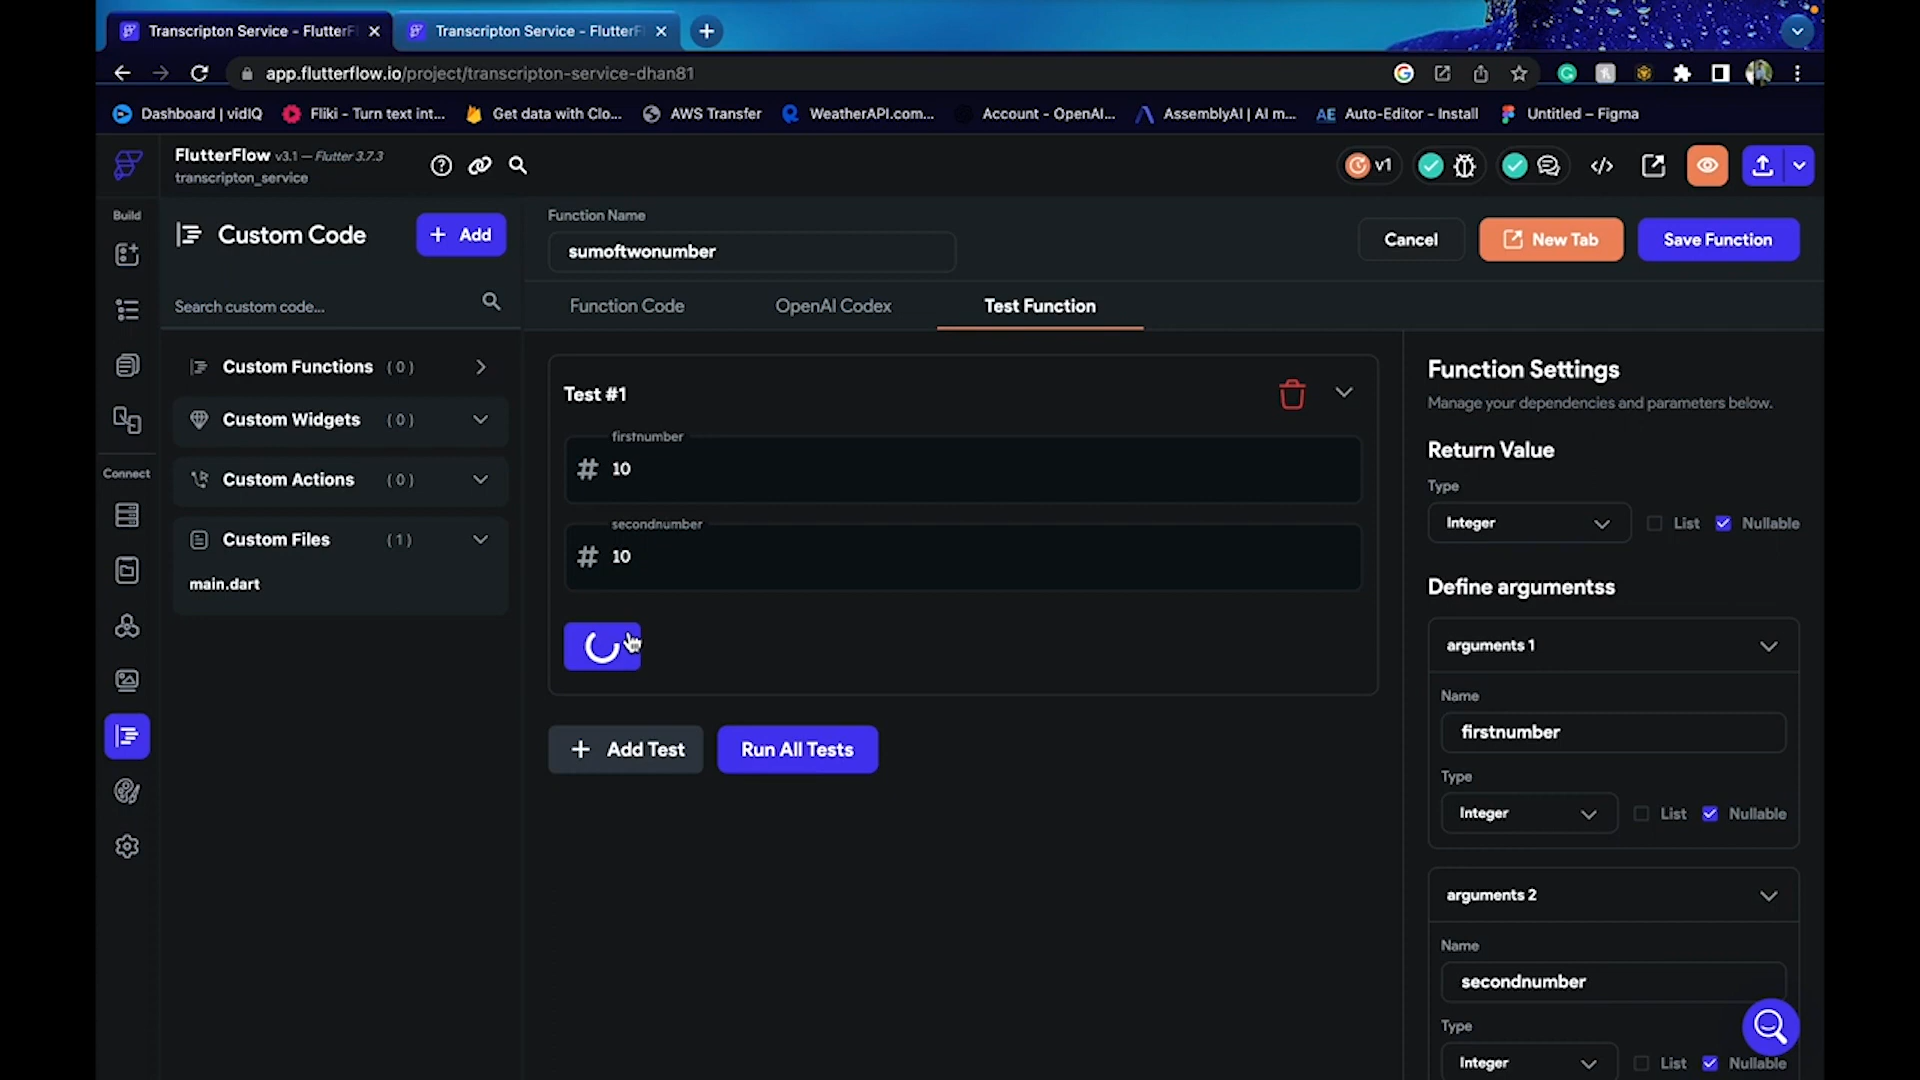 Transcripton Service - FlutterF
Transcripton Service - FlutterF
app.flutterflow.io/project/transcripton-service-dhan81
Dashboard | vidIQ
Fliki - Turn text int...
Get data with Clo...
AWS Transfer
WeatherAPI.com...
Account - OpenAI...
AssemblyAI | AI m...
AE Auto-Editor - Install
Untitled – Figma
FlutterFlow v3.1 — Flutter 3.7.3
transcripton_service
v1
Build
Connect
Custom Code
+ Add
Search custom code...
Custom Functions ( 0 )
Custom Widgets ( 0 )
Custom Actions ( 0 )
Custom Files ( 1 )
main.dart
Function Name
sumoftwonumber
Cancel
New Tab
Save Function
Function Code
OpenAI Codex
Test Function
Test #1
firstnumber
# 10
secondnumber
# 10
+ Add Test
Run All Tests
Function Settings
Manage your dependencies and parameters below.
Return Value
Type
Integer
List
Nullable
Define argumentss
arguments 1
Name
firstnumber
Type
Integer
List
Nullable
arguments 2
Name
secondnumber
Type
Integer
List
Nullable